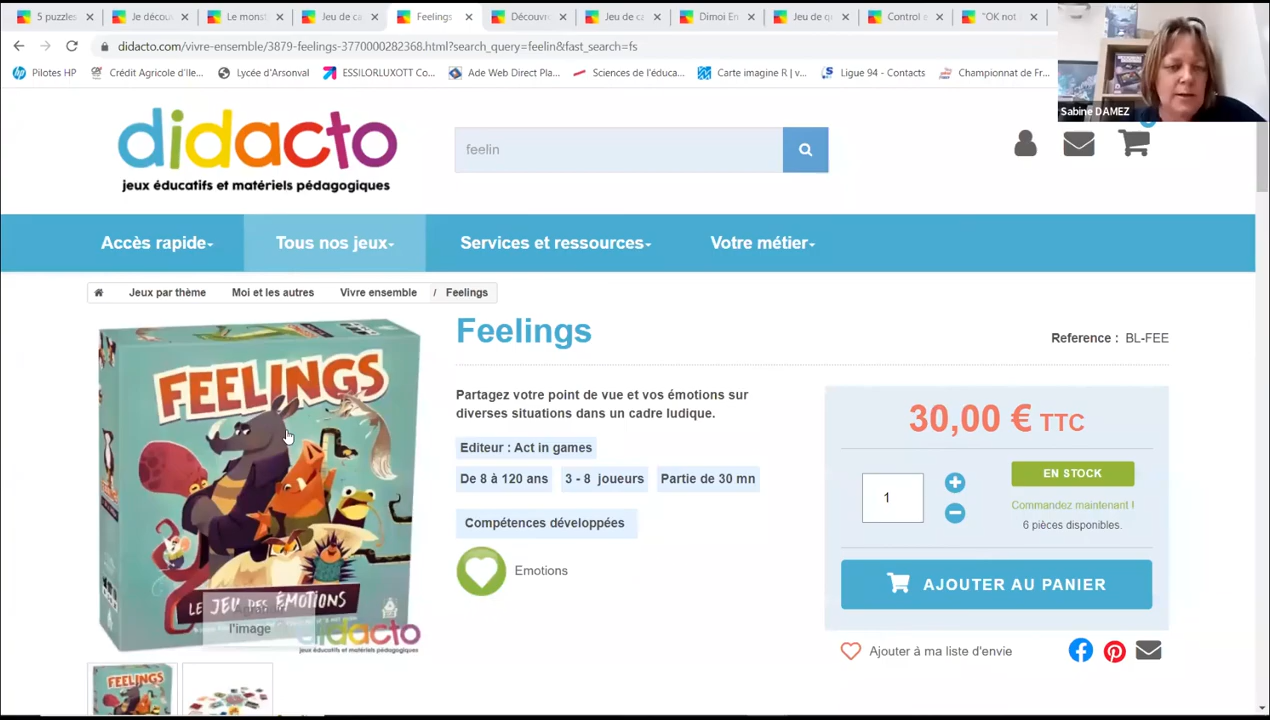 5 puzzles
Je découv
Le monst
Jeu de ca
Feelings
Découvre
Jeu de ca
Dimoi En
Jeu de qu
Control e
"OK not
didacto.com/vivre-ensemble/3879-feelings-3770000282368.html?search_query=feelin&fast_search=fs
Pilotes HP
Crédit Agricole d'Ile...
Lycée d'Arsonval
ESSILORLUXOTT Co...
Ade Web Direct Pla...
Sciences de l'éduca...
Carte imagine R | v...
Ligue 94 - Contacts
Championnat de Fr...
Sabine DAMEZ
didacto
jeux éducatifs et matériels pédagogiques
feelin
Accès rapide
Tous nos jeux
Services et ressources
Votre métier
Jeux par thème
Moi et les autres
Vivre ensemble
/ Feelings
FEELINGS
LE JEU DES ÉMOTIONS
l'image
didacto
jeux éducatifs et matériels pédagogiques
FEELINGS
Feelings
Reference : BL-FEE
Partagez votre point de vue et vos émotions sur
diverses situations dans un cadre ludique.
Editeur : Act in games
De 8 à 120 ans
3 - 8 joueurs
Partie de 30 mn
Compétences développées
Emotions
30,00 € TTC
1
EN STOCK
Commandez maintenant !
6 pièces disponibles.
AJOUTER AU PANIER
Ajouter à ma liste d'envie